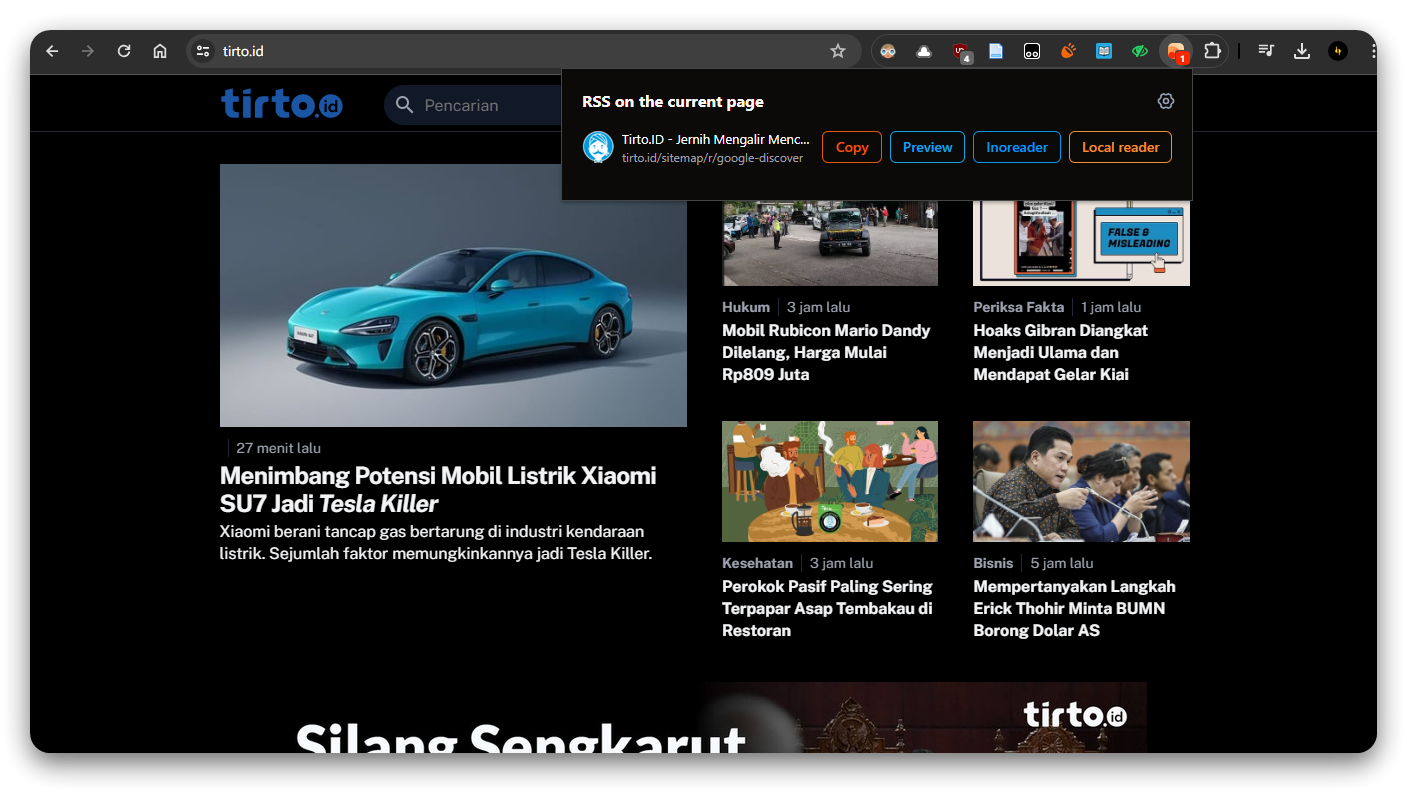 tirto.id
4
1
tirto.id
Pencarian
RSS on the current page
Tirto.ID - Jernih Mengalir Menc...
tirto.id/sitemap/r/google-discover
Copy
Preview
Inoreader
Local reader
27 menit lalu
Menimbang Potensi Mobil Listrik Xiaomi
SU7 Jadi Tesla Killer
Xiaomi berani tancap gas bertarung di industri kendaraan
listrik. Sejumlah faktor memungkinkannya jadi Tesla Killer.
Hukum
3 jam lalu
Mobil Rubicon Mario Dandy
Dilelang, Harga Mulai
Rp809 Juta
FALSE &
MISLEADING
Periksa Fakta
1 jam lalu
Hoaks Gibran Diangkat
Menjadi Ulama dan
Mendapat Gelar Kiai
Kesehatan
3 jam lalu
Perokok Pasif Paling Sering
Terpapar Asap Tembakau di
Restoran
Bisnis
5 jam lalu
Mempertanyakan Langkah
Erick Thohir Minta BUMN
Borong Dolar AS
Silang Sengkarut
tirto.id